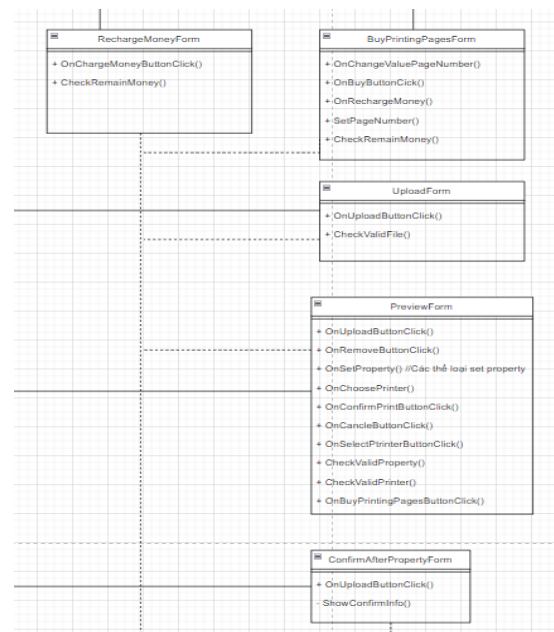 RechargeMoneyForm
+ OnChargeMoneyButtonClick()
+ CheckRemainMoney()
BuyPrintingPagesForm
+ OnChangeValuePageNumber()
+ OnBuyButtonCick()
+ OnRechargeMoney()
+ SetPageNumber()
+ CheckRemainMoney()
UploadForm
+ OnUploadButtonClick()
+ CheckValidFile()
PreviewForm
+ OnUploadButtonClick()
+ OnRemoveButtonClick()
+ OnSetProperty() //Các thể loại set property
+ OnChoosePrinter()
+ OnConfirmPrintButtonClick()
+ OnCancleButtonClick()
+ OnSelectPtrinterButtonClick()
+ CheckValidProperty()
+ CheckValidPrinter()
+ OnBuyPrintingPagesButtonClick()
ConfirmAfterPropertyForm
+ OnUploadButtonClick()
- ShowConfirmInfo()